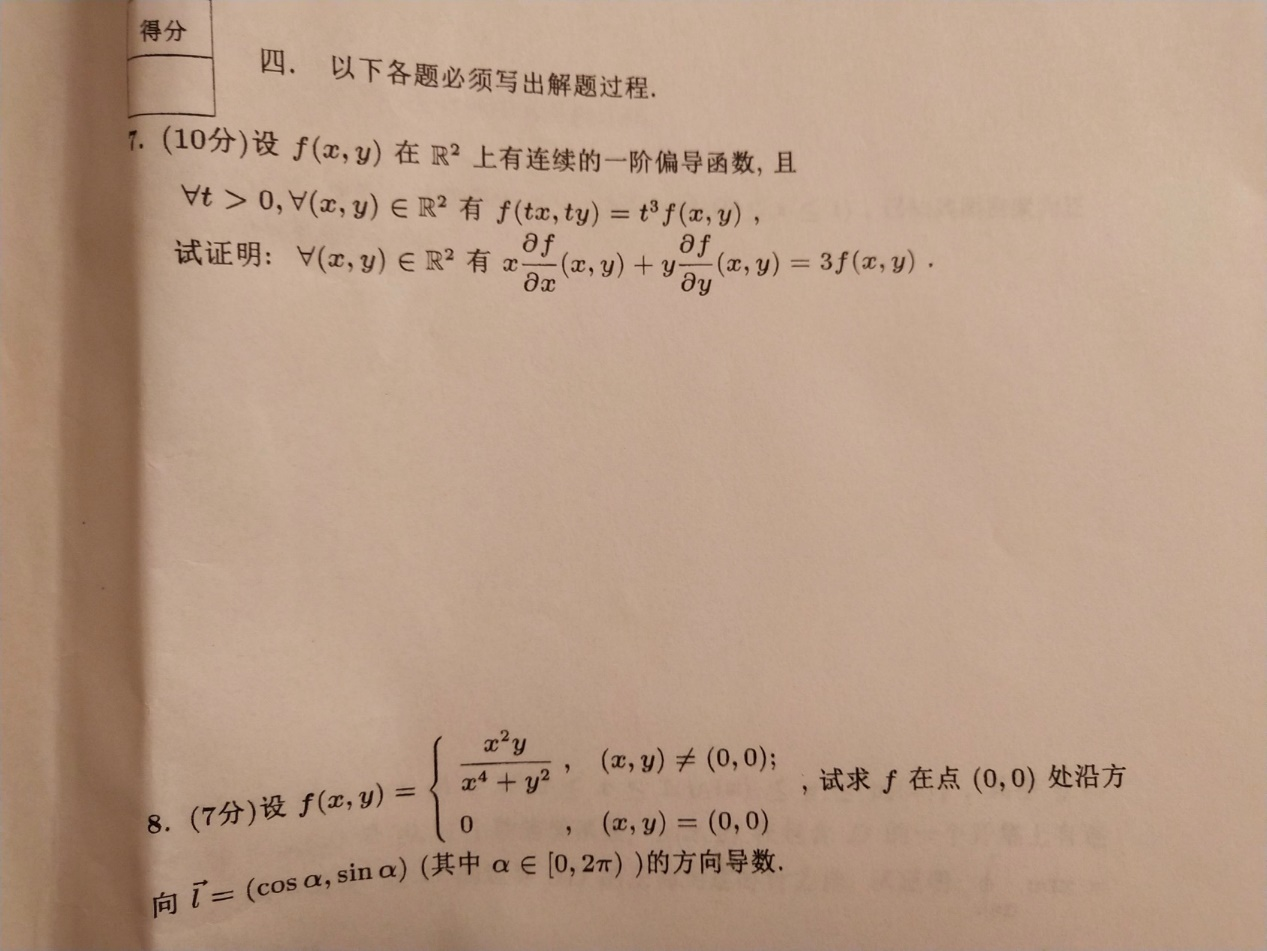 得分
四. 以下各题必须写出解题过程.
7. (10分)设 f(x, y) 在 ℝ² 上有连续的一阶偏导函数, 且
∀t > 0, ∀(x, y) ∈ ℝ² 有 f(tx, ty) = t³f(x, y) ,
试证明: ∀(x, y) ∈ ℝ² 有 x ∂f/∂x (x, y) + y ∂f/∂y (x, y) = 3f(x, y) .
8. (7分)设 f(x, y) = { x²y / (x⁴ + y²) , (x, y) ≠ (0, 0); 0 , (x, y) = (0, 0) , 试求 f 在点 (0, 0) 处沿方
向 l⃗ = (cos α, sin α) (其中 α ∈ [0, 2π) )的方向导数.